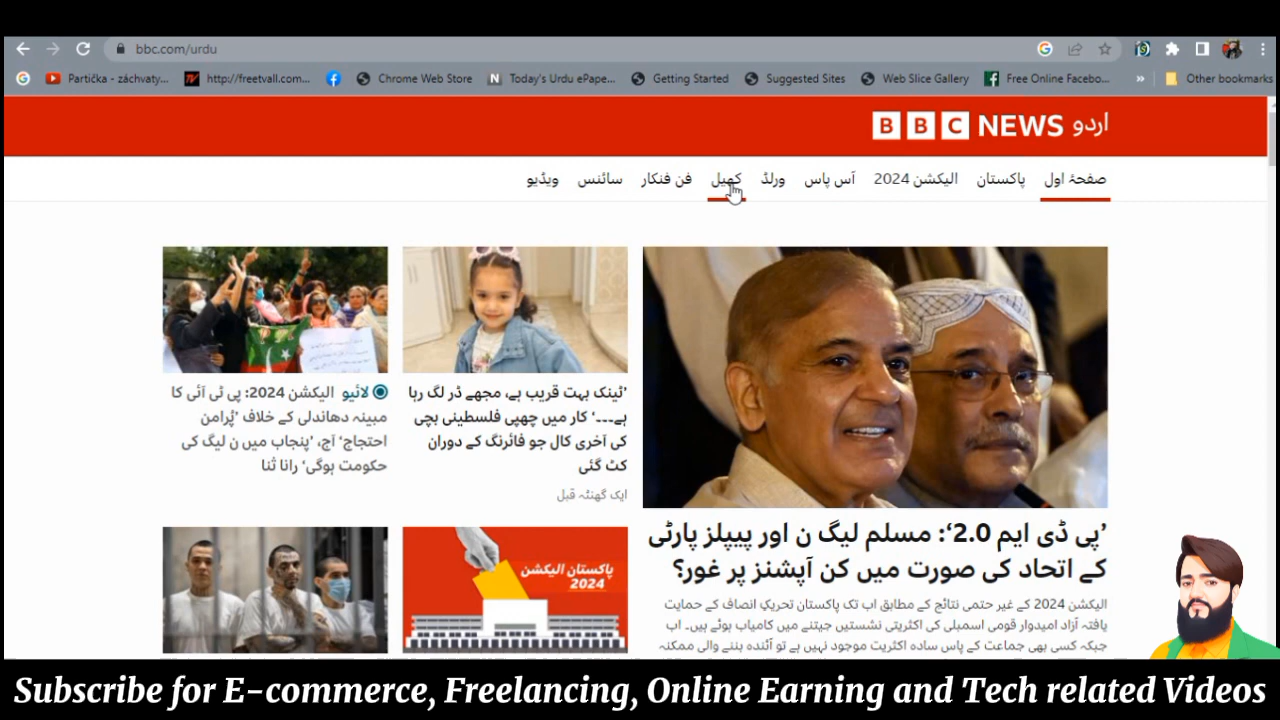 bbc.com/urdu
Partička - záchvaty...
http://freetvall.com...
Chrome Web Store
Today's Urdu ePape...
Getting Started
Suggested Sites
Web Slice Gallery
Free Online Facebo...
»
Other bookmarks
BBC NEWS اردو
صفحۂ اول
پاکستان
الیکشن 2024
آس پاس
ورلڈ
کھیل
فن فنکار
سائنس
ویڈیو
’پی ڈی ایم 2.0‘: مسلم لیگ ن اور پیپلز پارٹی
کے اتحاد کی صورت میں کن آپشنز پر غور؟
الیکشن 2024 کے غیر حتمی نتائج کے مطابق اب تک پاکستان تحریکِ انصاف کے حمایت
یافتہ آزاد امیدوار قومی اسمبلی کی اکثریتی نشستیں جیتنے میں کامیاب ہوئے ہیں۔ اب
جبکہ کسی بھی جماعت کے پاس سادہ اکثریت موجود نہیں ہے تو آئندہ بننے والی ممکنہ
’ٹینک بہت قریب ہے، مجھے ڈر لگ رہا
ہے۔۔۔‘ کار میں چھپی فلسطینی بچی
کی آخری کال جو فائرنگ کے دوران
کٹ گئی
ایک گھنٹہ قبل
لائیو الیکشن 2024: پی ٹی آئی کا
مبینہ دھاندلی کے خلاف ’پُرامن
احتجاج‘ آج، ’پنجاب میں ن لیگ کی
حکومت ہوگی‘ رانا ثنا
پاکستان الیکشن
2024
Subscribe for E-commerce, Freelancing, Online Earning and Tech related Videos